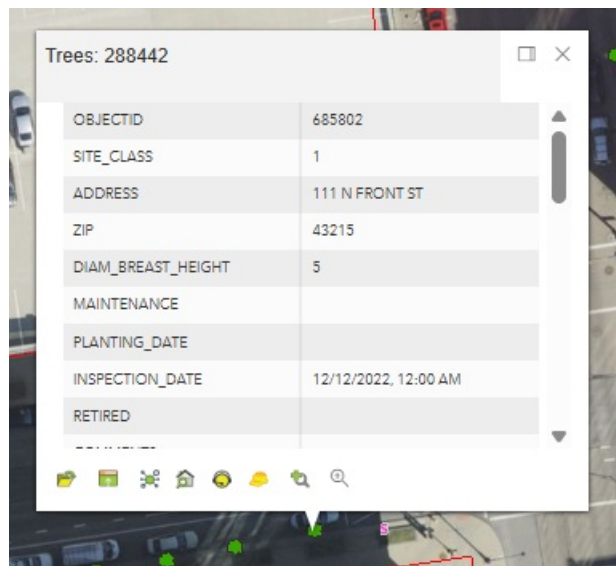 Trees: 288442
OBJECTID 685802
SITE_CLASS 1
ADDRESS 111 N FRONT ST
ZIP 43215
DIAM_BREAST_HEIGHT 5
MAINTENANCE
PLANTING_DATE
INSPECTION_DATE 12/12/2022, 12:00 AM
RETIRED
S